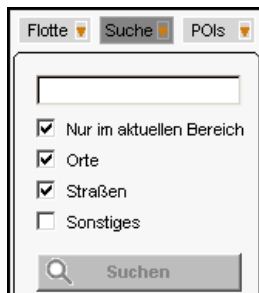 Flotte Suche POIs
Nur im aktuellen Bereich
Orte
Straßen
Sonstiges
Suchen